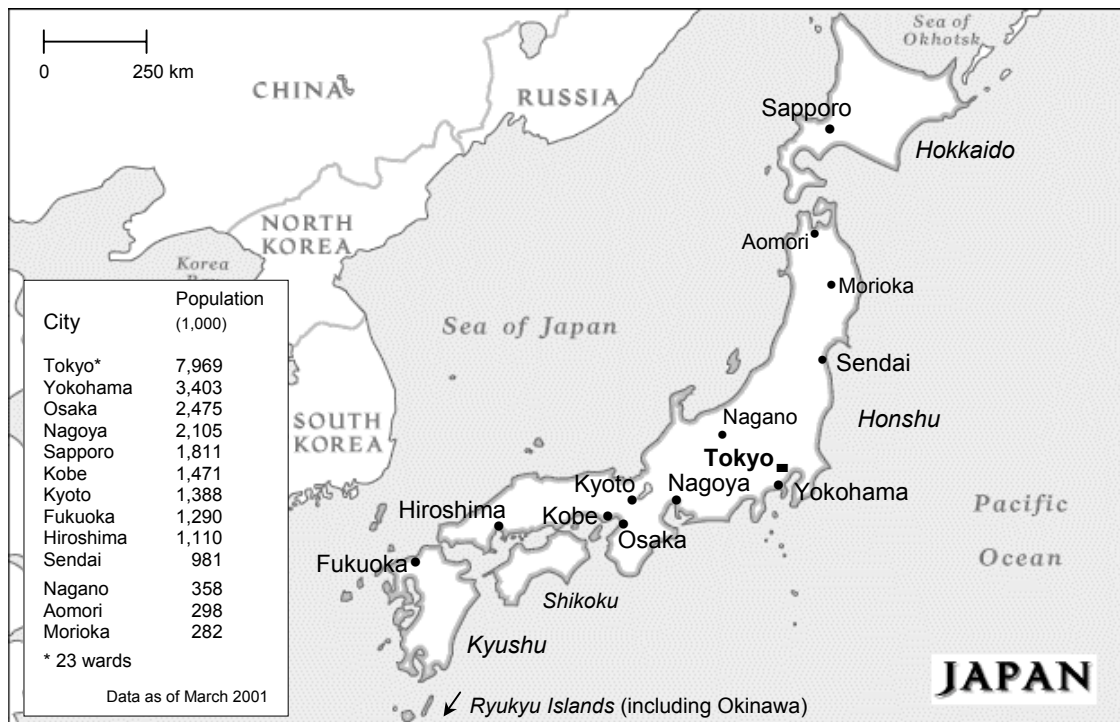 0 250 km
CHINA
RUSSIA
Sea of
Okhotsk
Sapporo
Hokkaido
NORTH
KOREA
Korea
Aomori
Morioka
Sea of Japan
Sendai
SOUTH
KOREA
Nagano
Honshu
Tokyo
Kyoto
Nagoya
Yokohama
Hiroshima
Kobe
Osaka
Pacific
Ocean
Fukuoka
Shikoku
Kyushu
JAPAN
Ryukyu Islands (including Okinawa)
Population
City (1,000)
Tokyo* 7,969
Yokohama 3,403
Osaka 2,475
Nagoya 2,105
Sapporo 1,811
Kobe 1,471
Kyoto 1,388
Fukuoka 1,290
Hiroshima 1,110
Sendai 981
Nagano 358
Aomori 298
Morioka 282
* 23 wards
Data as of March 2001